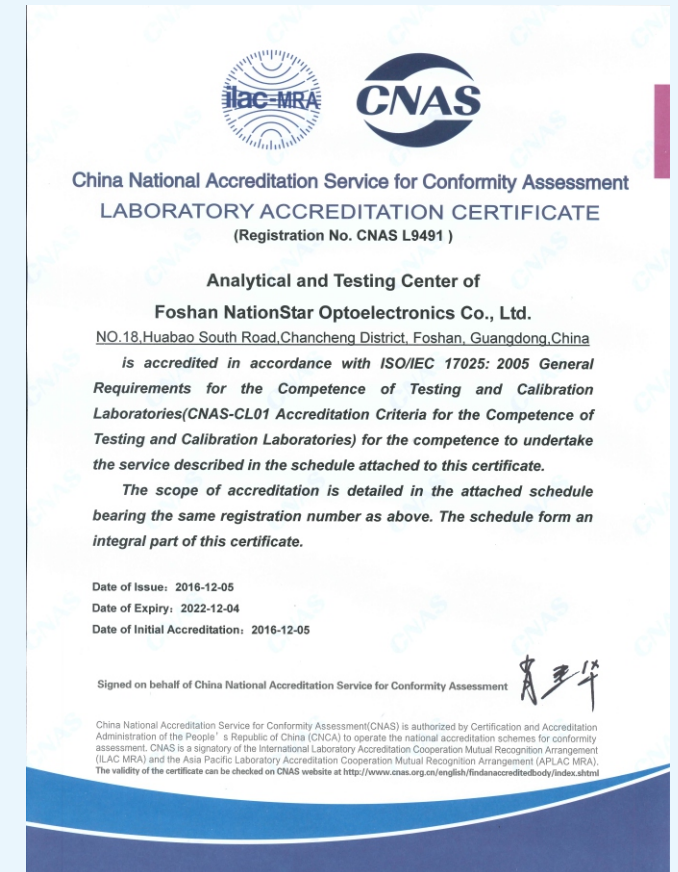 ilac-MRA
CNAS
China National Accreditation Service for Conformity Assessment
LABORATORY ACCREDITATION CERTIFICATE
(Registration No. CNAS L9491 )
Analytical and Testing Center of
Foshan NationStar Optoelectronics Co., Ltd.
NO.18,Huabao South Road,Chancheng District, Foshan, Guangdong,China
is accredited in accordance with ISO/IEC 17025: 2005 General
Requirements for the Competence of Testing and Calibration
Laboratories(CNAS-CL01 Accreditation Criteria for the Competence of
Testing and Calibration Laboratories) for the competence to undertake
the service described in the schedule attached to this certificate.
The scope of accreditation is detailed in the attached schedule
bearing the same registration number as above. The schedule form an
integral part of this certificate.
Date of Issue: 2016-12-05
Date of Expiry: 2022-12-04
Date of Initial Accreditation: 2016-12-05
Signed on behalf of China National Accreditation Service for Conformity Assessment
China National Accreditation Service for Conformity Assessment(CNAS) is authorized by Certification and Accreditation
Administration of the People' s Republic of China (CNCA) to operate the national accreditation schemes for conformity
assessment. CNAS is a signatory of the International Laboratory Accreditation Cooperation Mutual Recognition Arrangement
(ILAC MRA) and the Asia Pacific Laboratory Accreditation Cooperation Mutual Recognition Arrangement (APLAC MRA).
The validity of the certificate can be checked on CNAS website at http://www.cnas.org.cn/english/findanaccreditedbody/index.shtml